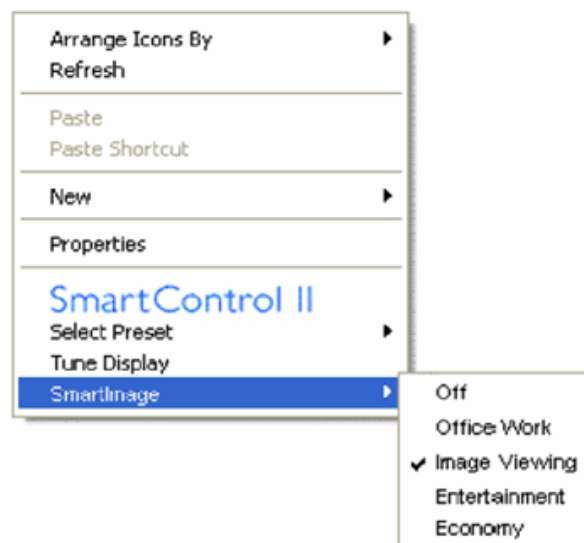 Arrange Icons By
Refresh
Paste
Paste Shortcut
New
Properties
SmartControl II
Select Preset
Tune Display
SmartImage
Off
Office Work
Image Viewing
Entertainment
Economy